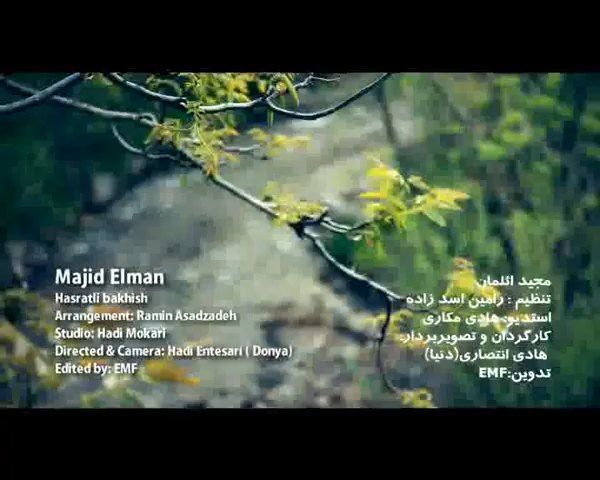 Majid Elman
Hasratli bakhish
Arrangement: Ramin Asadzadeh
Studio: Hadi Mokari
Directed & Camera: Hadi Entesari ( Donya)
Edited by: EMF
مجید ائلمان
تنظیم : رامین اسد زاده
استدیو: هادی مکاری
کارگردان و تصویربردار:
هادی انتصاری(دنیا)
تدوین:EMF